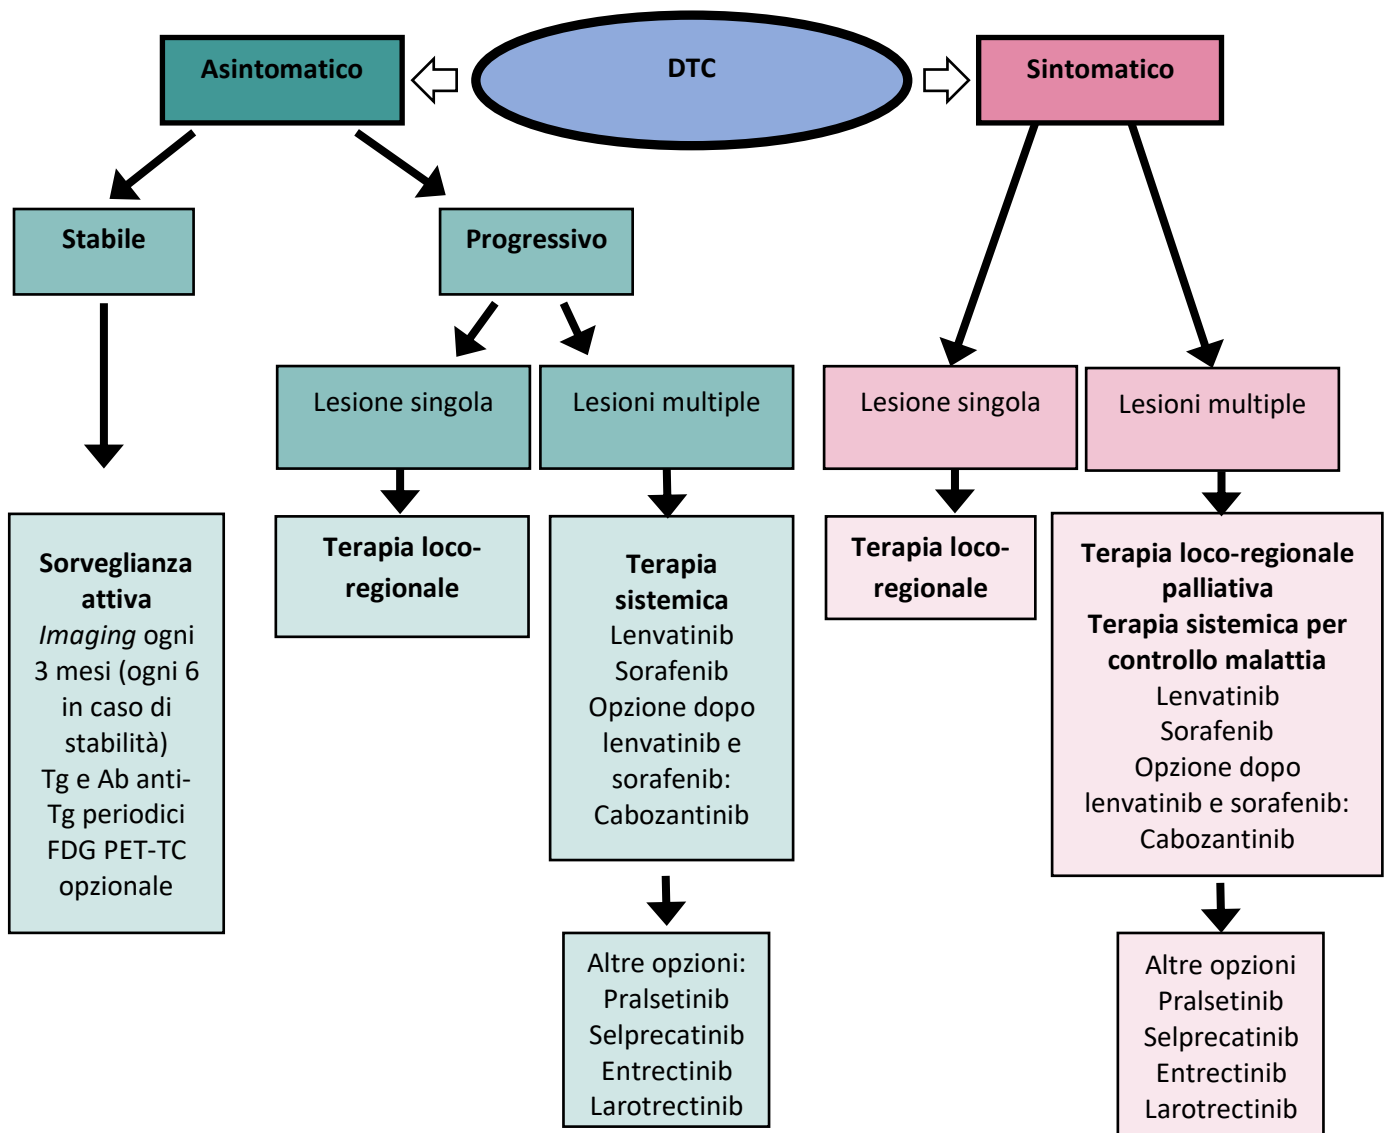 DTC
Asintomatico
Sintomatico
Stabile
Progressivo
Lesione singola
Lesioni multiple
Lesione singola
Lesioni multiple
Sorveglianza
attiva
Imaging ogni
3 mesi (ogni 6
in caso di
stabilità)
Tg e Ab anti-
Tg periodici
FDG PET-TC
opzionale
Terapia loco-
regionale
Terapia
sistemica
Lenvatinib
Sorafenib
Opzione dopo
lenvatinib e
sorafenib:
Cabozantinib
Terapia loco-
regionale
Terapia loco-regionale
palliativa
Terapia sistemica per
controllo malattia
Lenvatinib
Sorafenib
Opzione dopo
lenvatinib e sorafenib:
Cabozantinib
Altre opzioni:
Pralsetinib
Selprecatinib
Entrectinib
Larotrectinib
Altre opzioni
Pralsetinib
Selprecatinib
Entrectinib
Larotrectinib